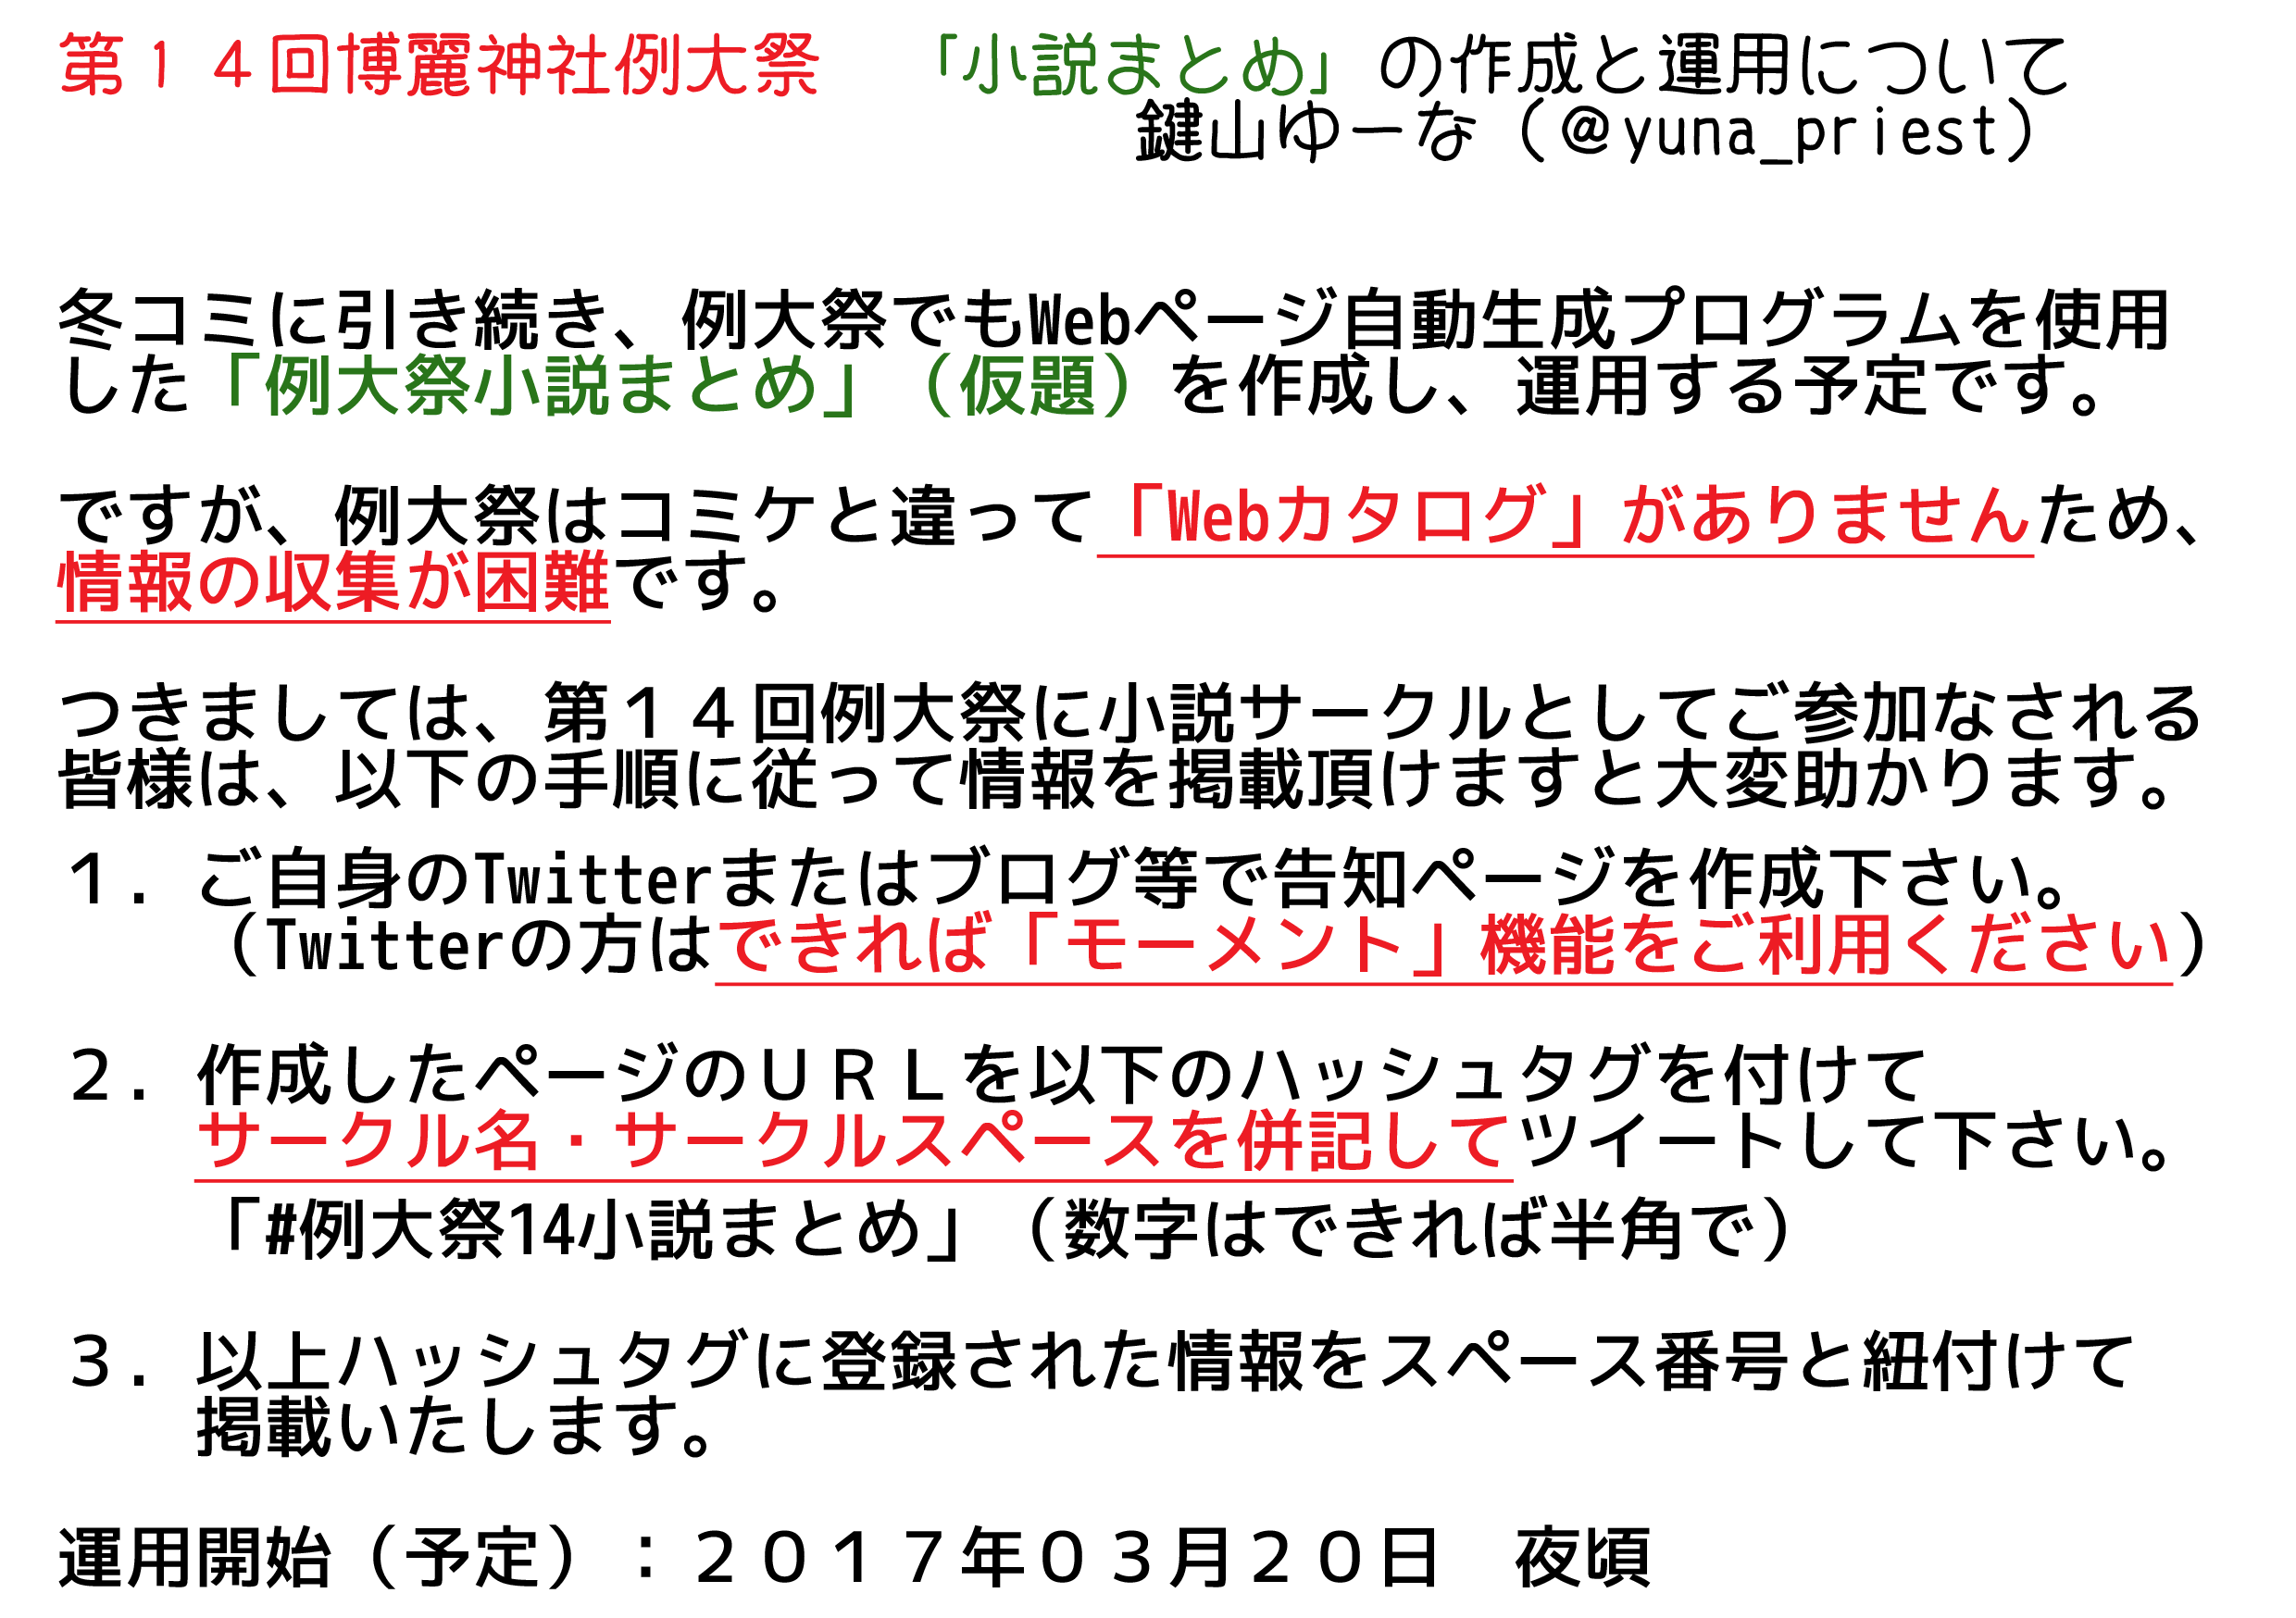 第１４回博麗神社例大祭　「小説まとめ」の作成と運用について
鍵山ゆーな（@yuna_priest）
冬コミに引き続き、例大祭でもWebページ自動生成プログラムを使用
した「例大祭小説まとめ」（仮題）を作成し、運用する予定です。
ですが、例大祭はコミケと違って「Webカタログ」がありませんため、
情報の収集が困難です。
つきましては、第１４回例大祭に小説サークルとしてご参加なされる
皆様は、以下の手順に従って情報を掲載頂けますと大変助かります。
１．ご自身のTwitterまたはブログ等で告知ページを作成下さい。
（Twitterの方はできれば「モーメント」機能をご利用ください）
２．作成したページのＵＲＬを以下のハッシュタグを付けて
サークル名・サークルスペースを併記してツイートして下さい。
「#例大祭14小説まとめ」（数字はできれば半角で）
３．以上ハッシュタグに登録された情報をスペース番号と紐付けて
掲載いたします。
運用開始（予定）：２０１７年０３月２０日　夜頃